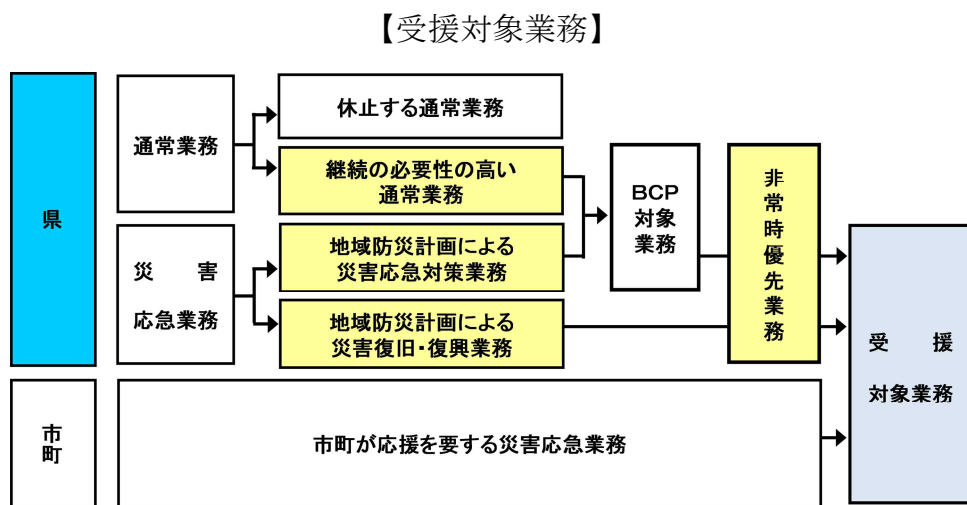 【受援対象業務】
県
通常業務
休止する通常業務
継続の必要性の高い
通常業務
災　害
応急業務
地域防災計画による
災害応急対策業務
地域防災計画による
災害復旧・復興業務
BCP
対象
業務
非常時優先業務
受　援
対象業務
市町
市町が応援を要する災害応急業務